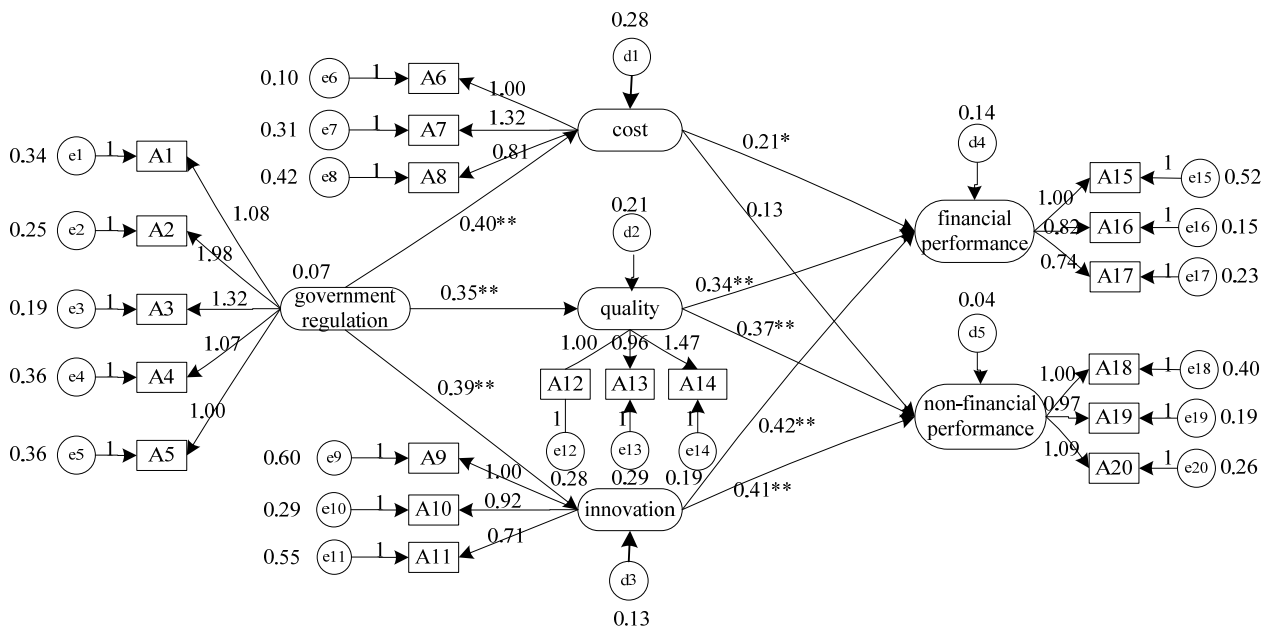 0.28
d1
0.10 e6 1 A6 1.00
0.31 e7 1 A7 1.32
0.42 e8 1 A8 0.81
cost
0.34 e1 1 A1 1.08
0.25 e2 1 A2 1.98
0.19 e3 1 A3 1.32
0.36 e4 1 A4 1.07
0.36 e5 1 A5 1.00
0.07
government
regulation
0.40**
0.35**
0.39**
0.21
d2
quality
1.00 0.96 1.47
A12 A13 A14
1 1 1
e12 e13 e14
0.28 0.29 0.19
0.60 e9 1 A9 1.00
0.29 e10 1 A10 0.92
0.55 e11 1 A11 0.71
innovation
d3
0.13
0.21*
0.13
0.34**
0.37**
0.42**
0.41**
0.14
d4
financial
performance
1.00 A15 1 e15 0.52
0.82 A16 1 e16 0.15
0.74 A17 1 e17 0.23
0.04
d5
non-financial
performance
1.00 A18 1 e18 0.40
0.97 A19 1 e19 0.19
1.09 A20 1 e20 0.26